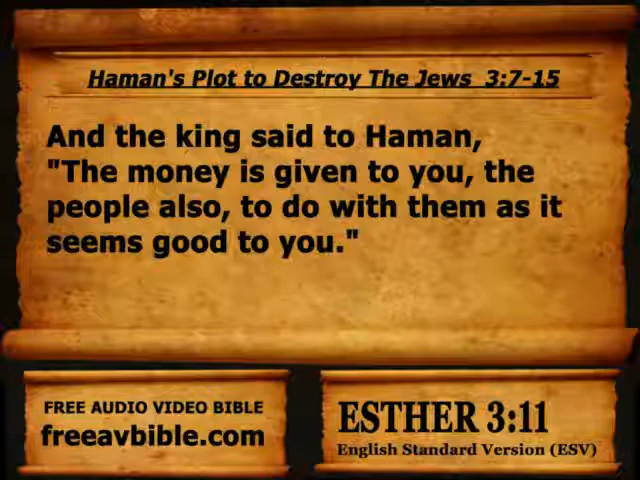 Haman's Plot to Destroy The Jews 3:7-15
And the king said to Haman,
"The money is given to you, the
people also, to do with them as it
seems good to you."
FREE AUDIO VIDEO BIBLE
freeavbible.com
ESTHER 3:11
English Standard Version (ESV)